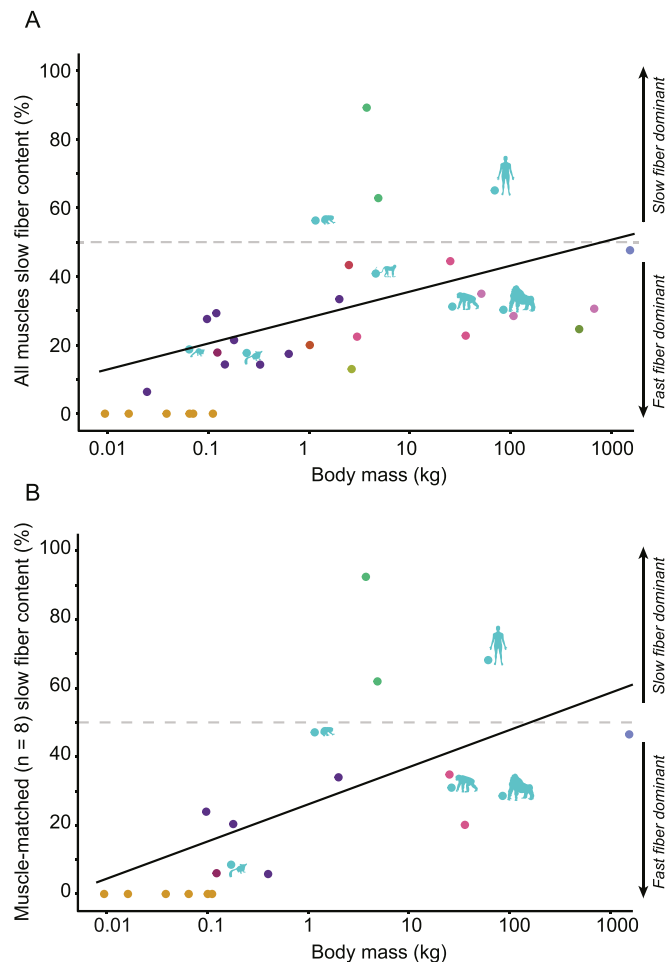 A
All muscles slow fiber content (%)
100
80
60
40
20
0
0.01 0.1 1 10 100 1000
Body mass (kg)
Slow fiber dominant
Fast fiber dominant
B
Muscle-matched (n = 8) slow fiber content (%)
100
80
60
40
20
0
0.01 0.1 1 10 100 1000
Body mass (kg)
Slow fiber dominant
Fast fiber dominant